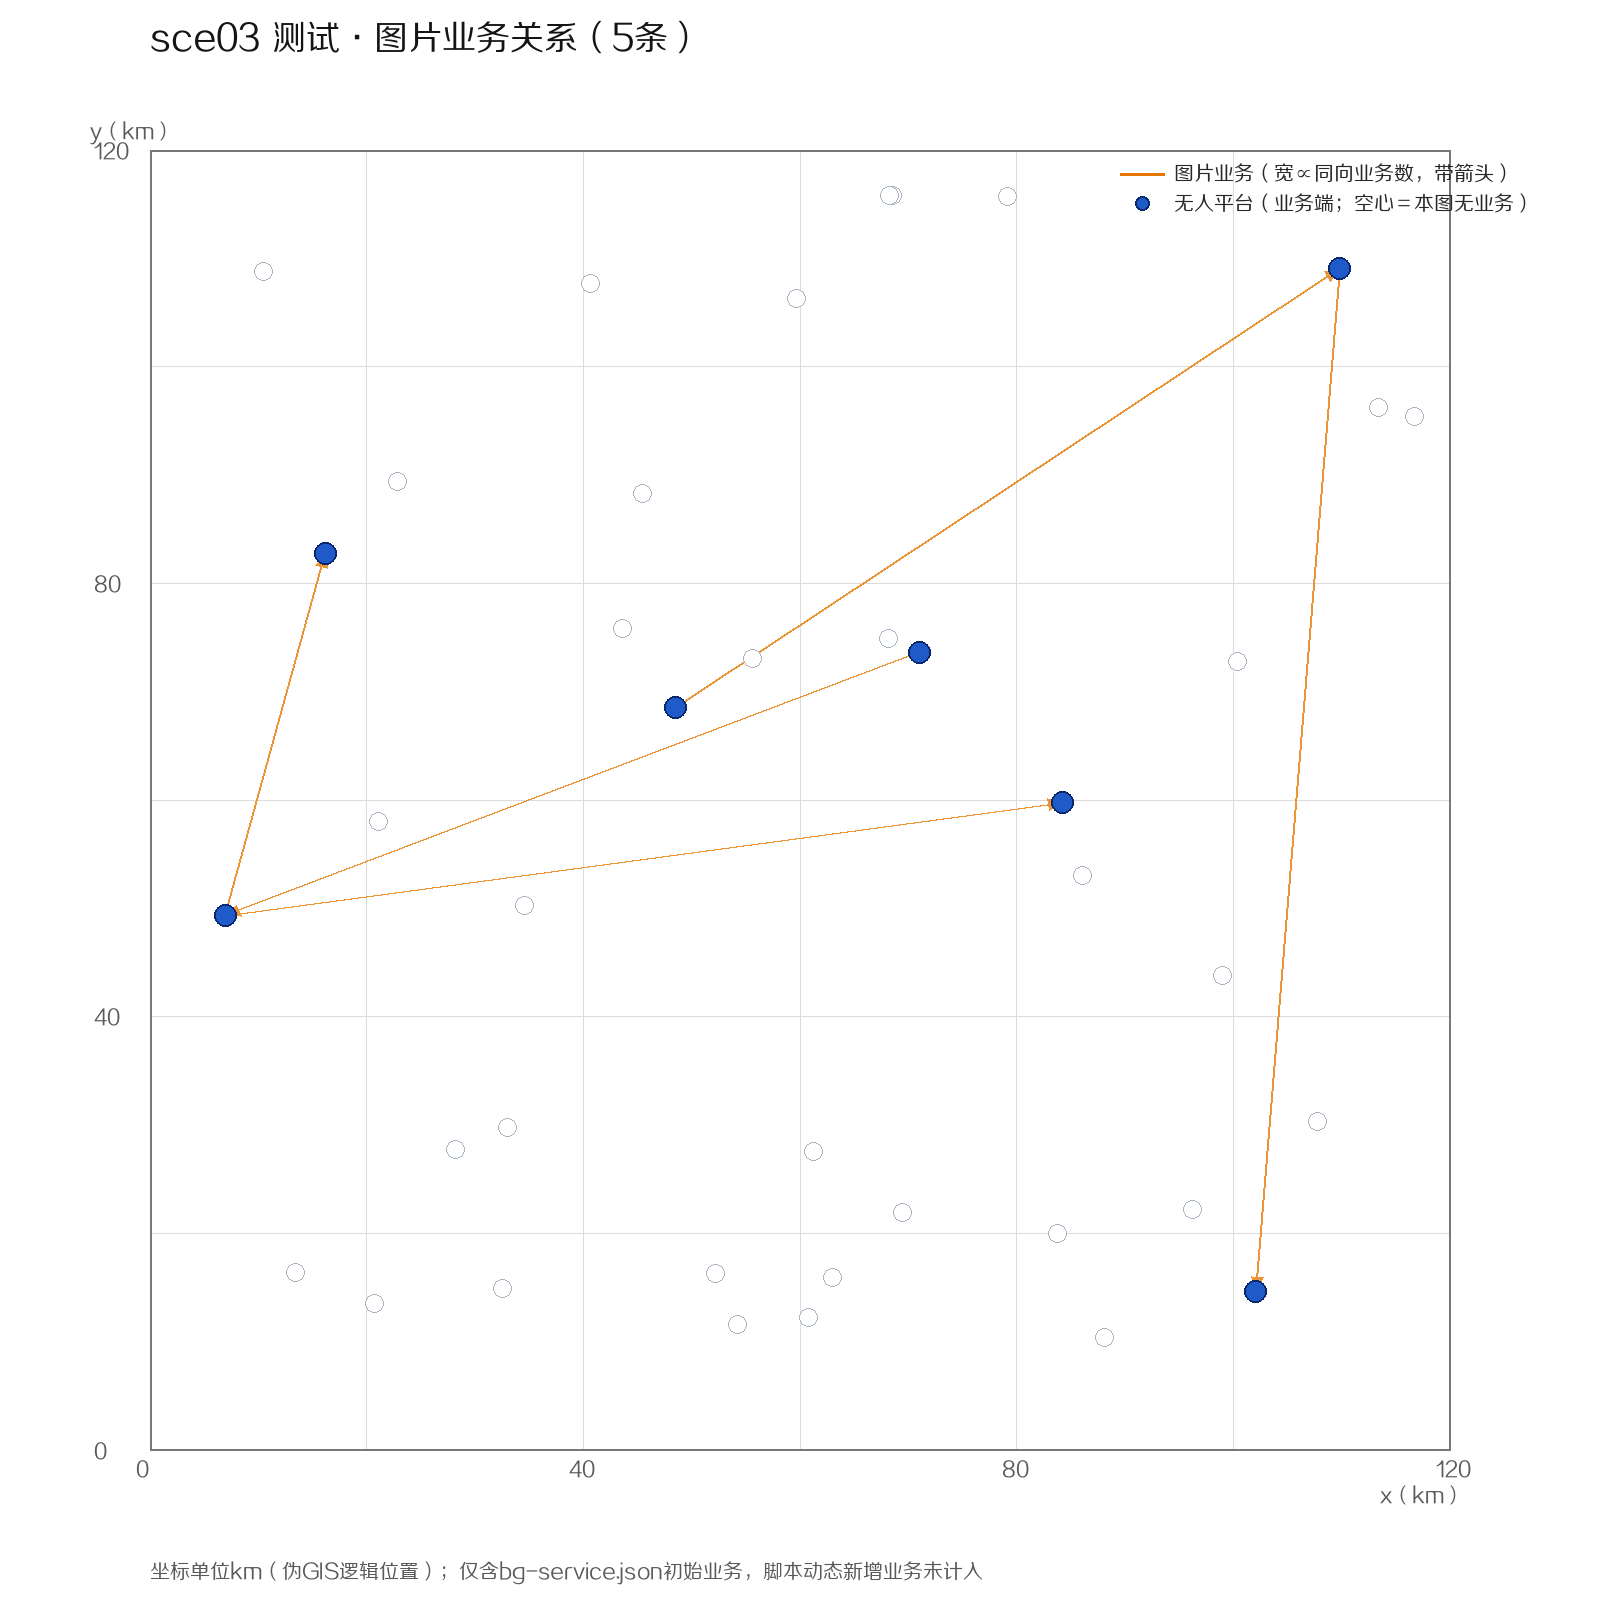 sce03 测试·图片业务关系（5条）
y（km）
120
图片业务（宽∝同向业务数，带箭头）
无人平台（业务端；空心＝本图无业务）
80
40
0
0 40 80 120
x（km）
坐标单位km（伪GIS逻辑位置）；仅含bg-service.json初始业务，脚本动态新增业务未计入